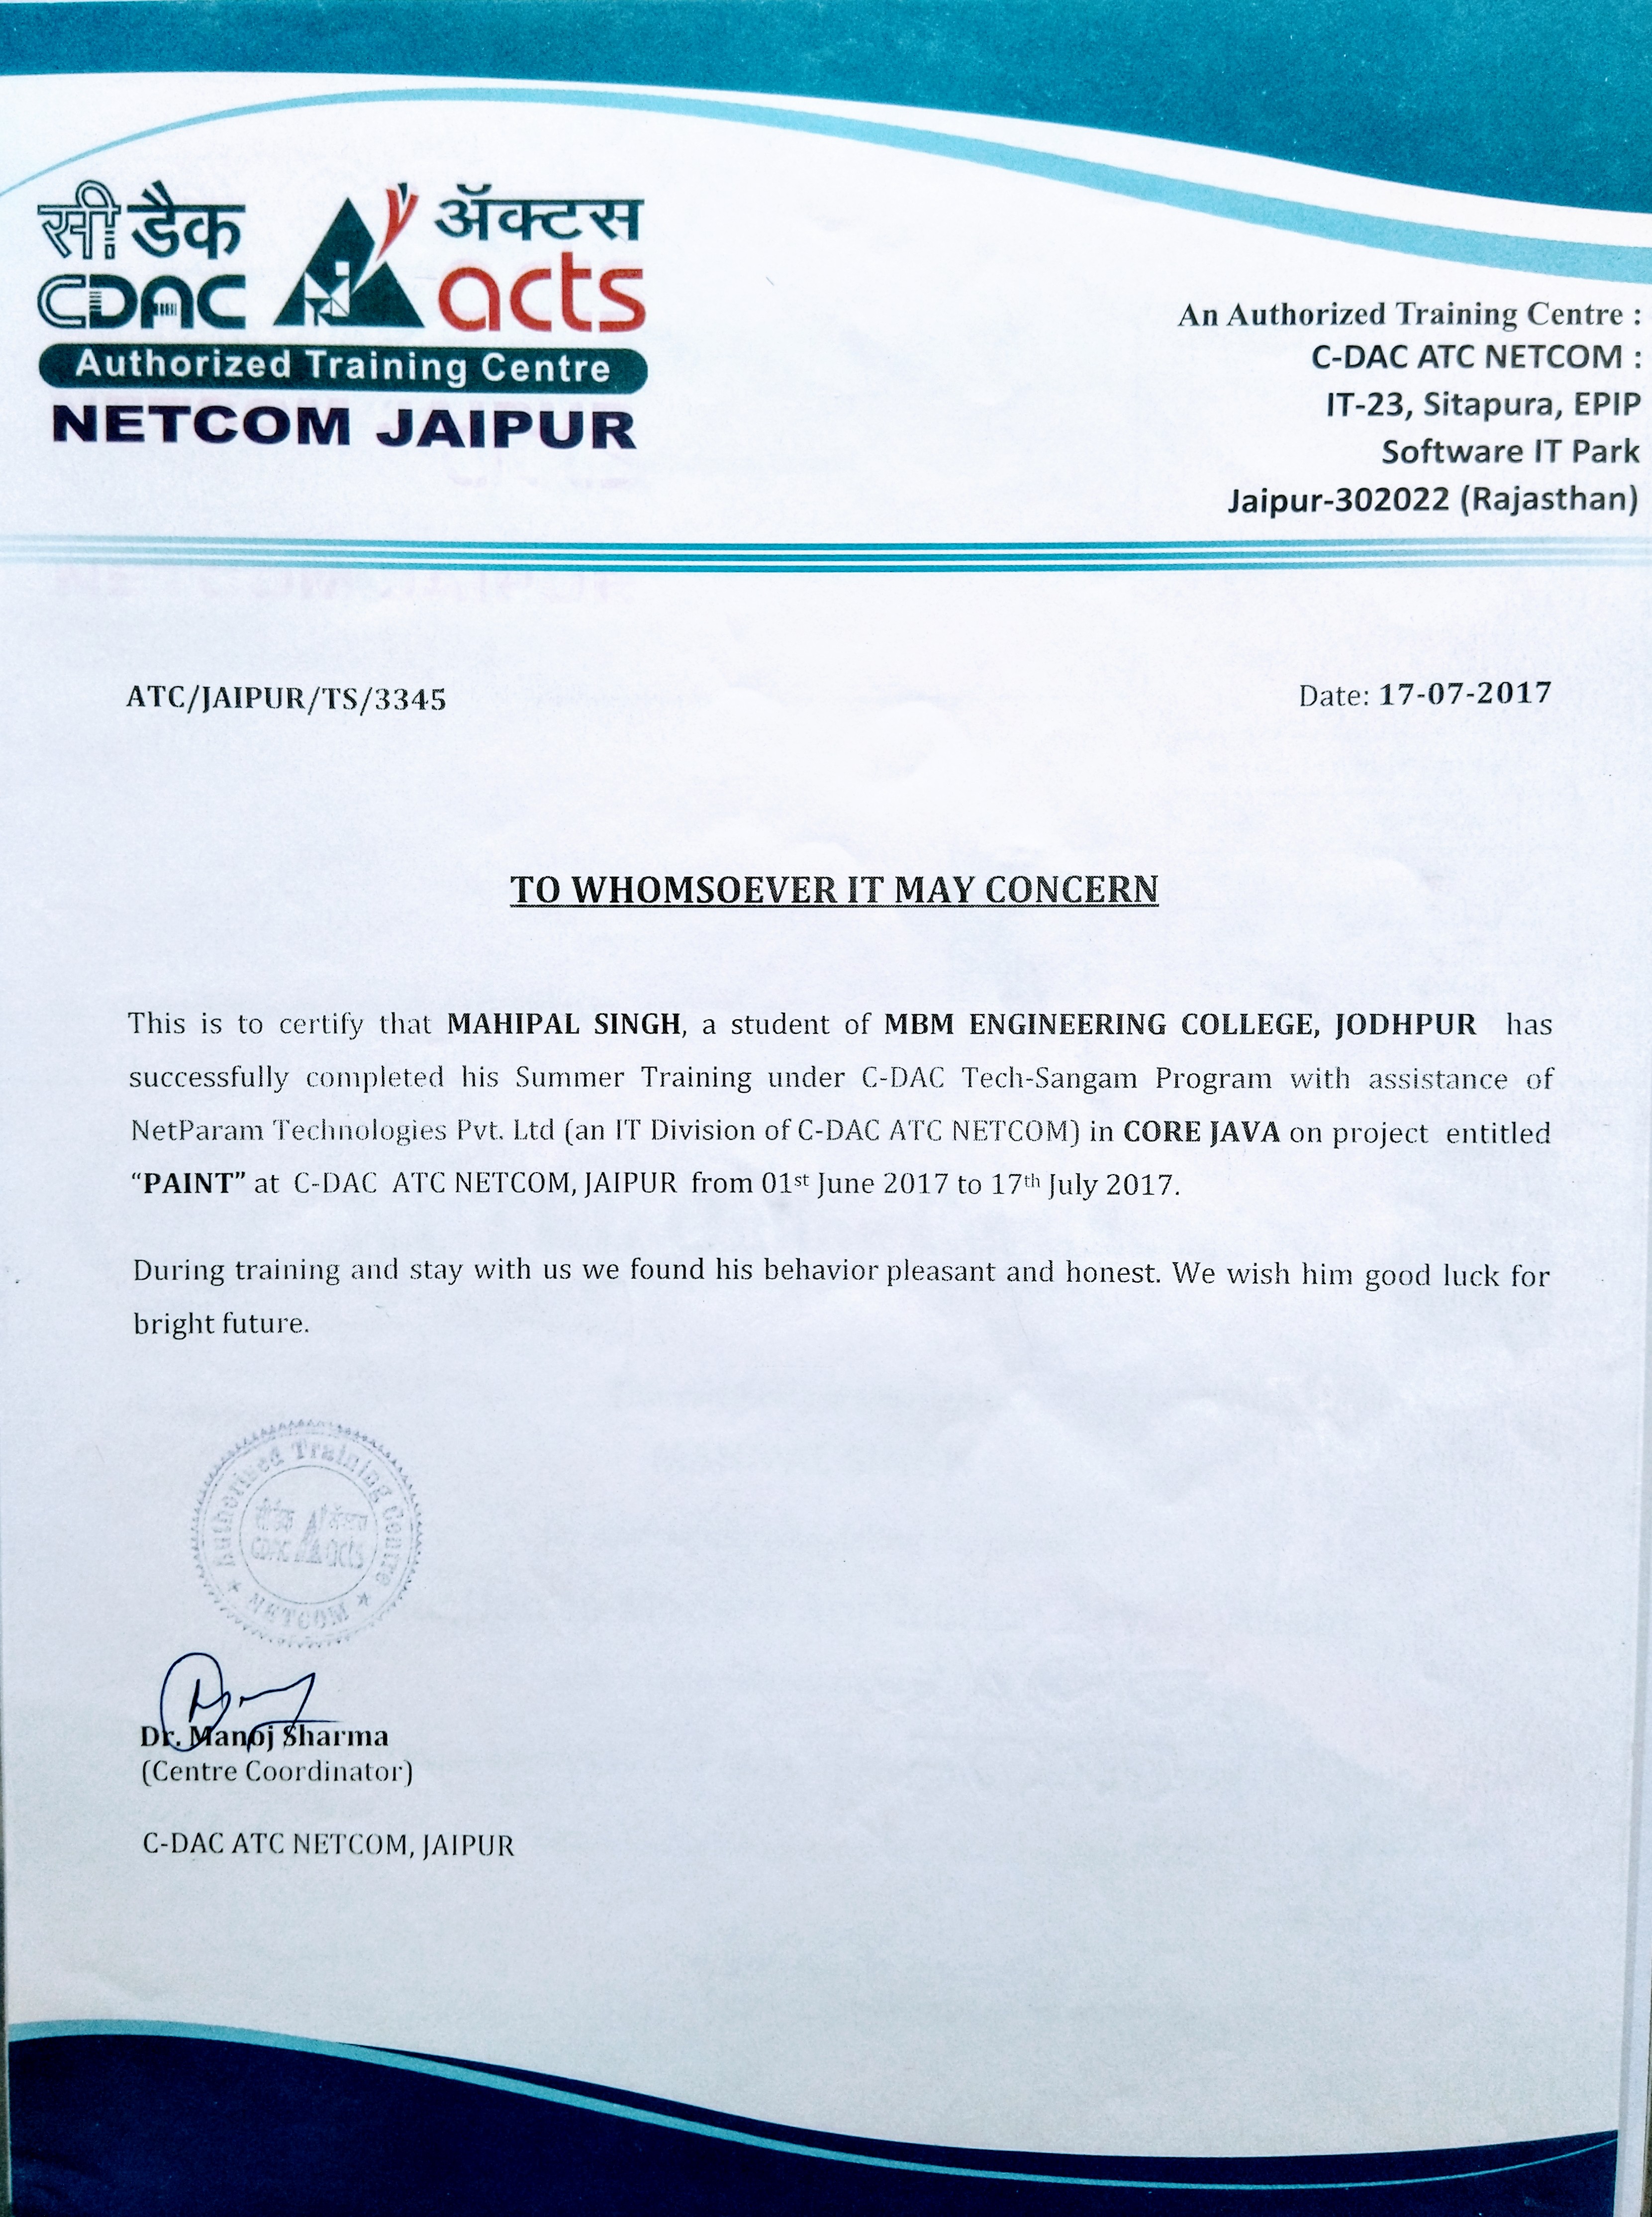 सी डैक
ॲक्टस
CDAC
acts
Authorized Training Centre
NETCOM JAIPUR
An Authorized Training Centre :
C-DAC ATC NETCOM :
IT-23, Sitapura, EPIP
Software IT Park
Jaipur-302022 (Rajasthan)
ATC/JAIPUR/TS/3345
Date: 17-07-2017
TO WHOMSOEVER IT MAY CONCERN
This is to certify that MAHIPAL SINGH, a student of MBM ENGINEERING COLLEGE, JODHPUR has
successfully completed his Summer Training under C-DAC Tech-Sangam Program with assistance of
NetParam Technologies Pvt. Ltd (an IT Division of C-DAC ATC NETCOM) in CORE JAVA on project entitled
“PAINT” at C-DAC ATC NETCOM, JAIPUR from 01st June 2017 to 17th July 2017.
During training and stay with us we found his behavior pleasant and honest. We wish him good luck for
bright future.
Authorised Training Centre
सी डैक ॲक्टस
CDAC acts
NETCOM
Dr. Manoj Sharma
(Centre Coordinator)
C-DAC ATC NETCOM, JAIPUR